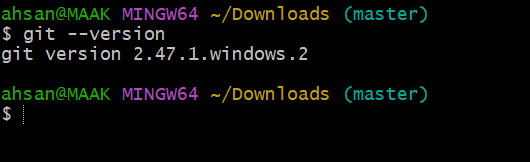 ahsan@MAAK MINGW64 ~/Downloads (master)
$ git --version
git version 2.47.1.windows.2
ahsan@MAAK MINGW64 ~/Downloads (master)
$